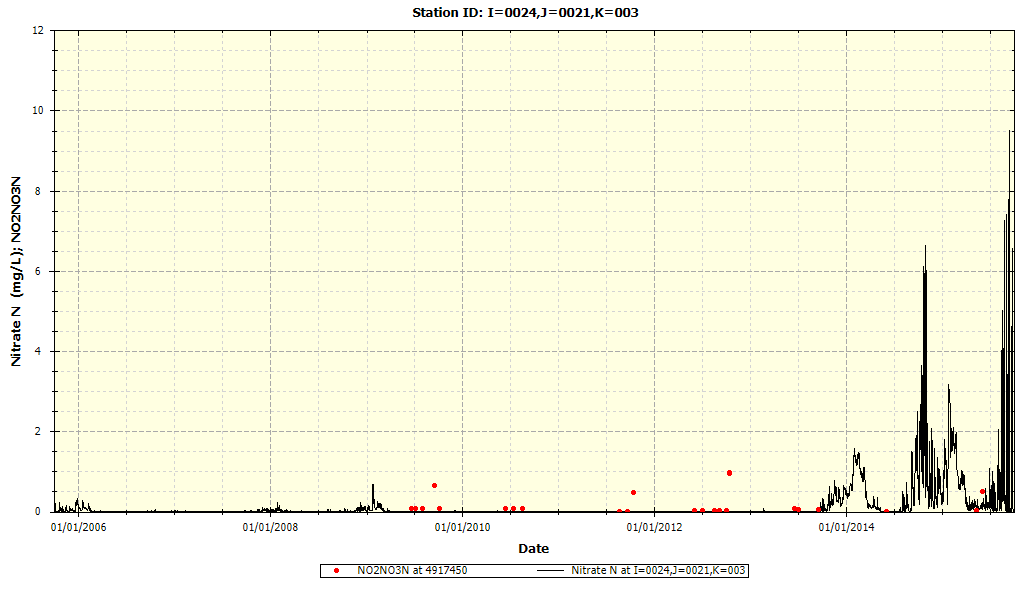 Station ID: I=0024,J=0021,K=003
Nitrate N (mg/L); NO2NO3N
12
10
8
6
4
2
0
01/01/2006 01/01/2008 01/01/2010 01/01/2012 01/01/2014
Date
NO2NO3N at 4917450 Nitrate N at I=0024,J=0021,K=003